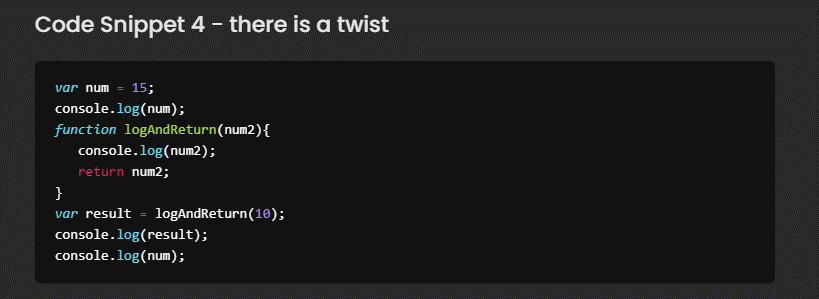 Code Snippet 4 - there is a twist
var num = 15;
console.log(num);
function logAndReturn(num2){
   console.log(num2);
   return num2;
}
var result = logAndReturn(10);
console.log(result);
console.log(num);